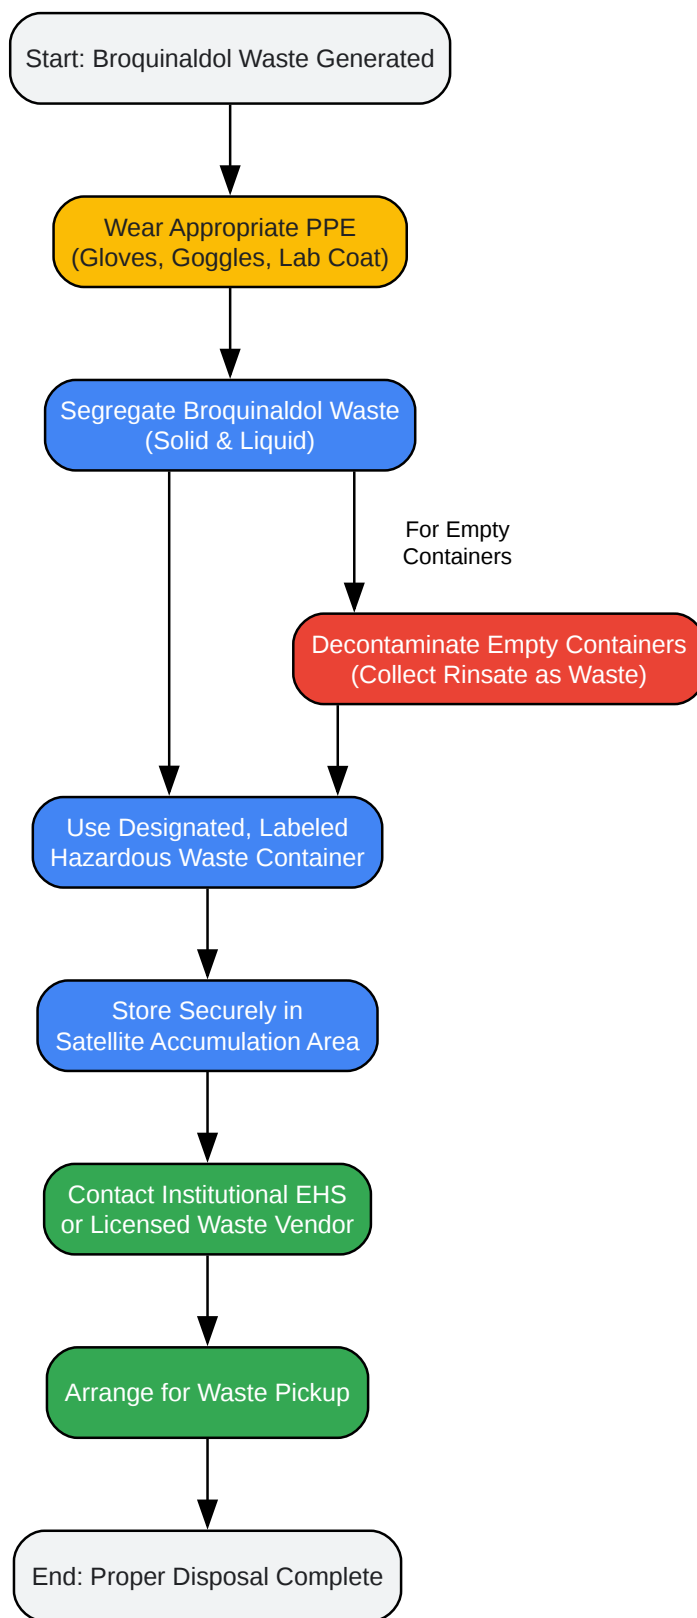 Start: Broquinaldol Waste Generated
Wear Appropriate PPE
(Gloves, Goggles, Lab Coat)
Segregate Broquinaldol Waste
(Solid & Liquid)
For Empty
Containers
Decontaminate Empty Containers
(Collect Rinsate as Waste)
Use Designated, Labeled
Hazardous Waste Container
Store Securely in
Satellite Accumulation Area
Contact Institutional EHS
or Licensed Waste Vendor
Arrange for Waste Pickup
End: Proper Disposal Complete